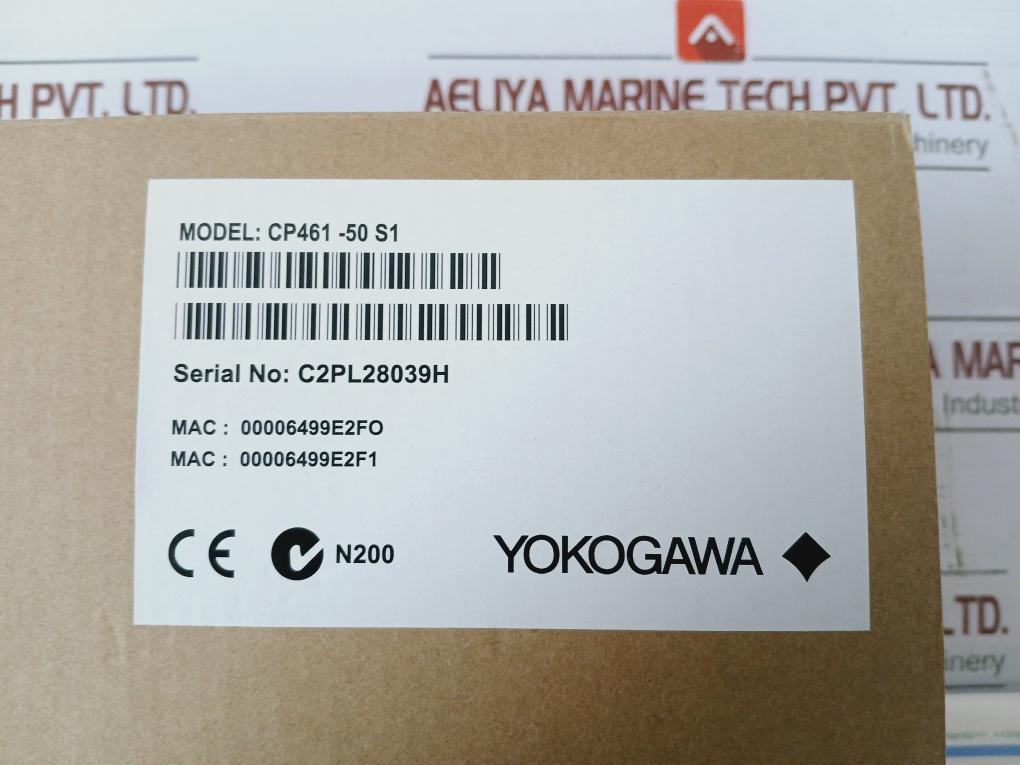 H PVT. LTD.
AELIYA MARINE TECH PVT. LTD.
hinery
MODEL: CP461 -50 S1
Serial No: C2PL28039H
MAC : 00006499E2FO
MAC : 00006499E2F1
CE N200
YOKOGAWA
A MAR
Indust
LTD.
inery